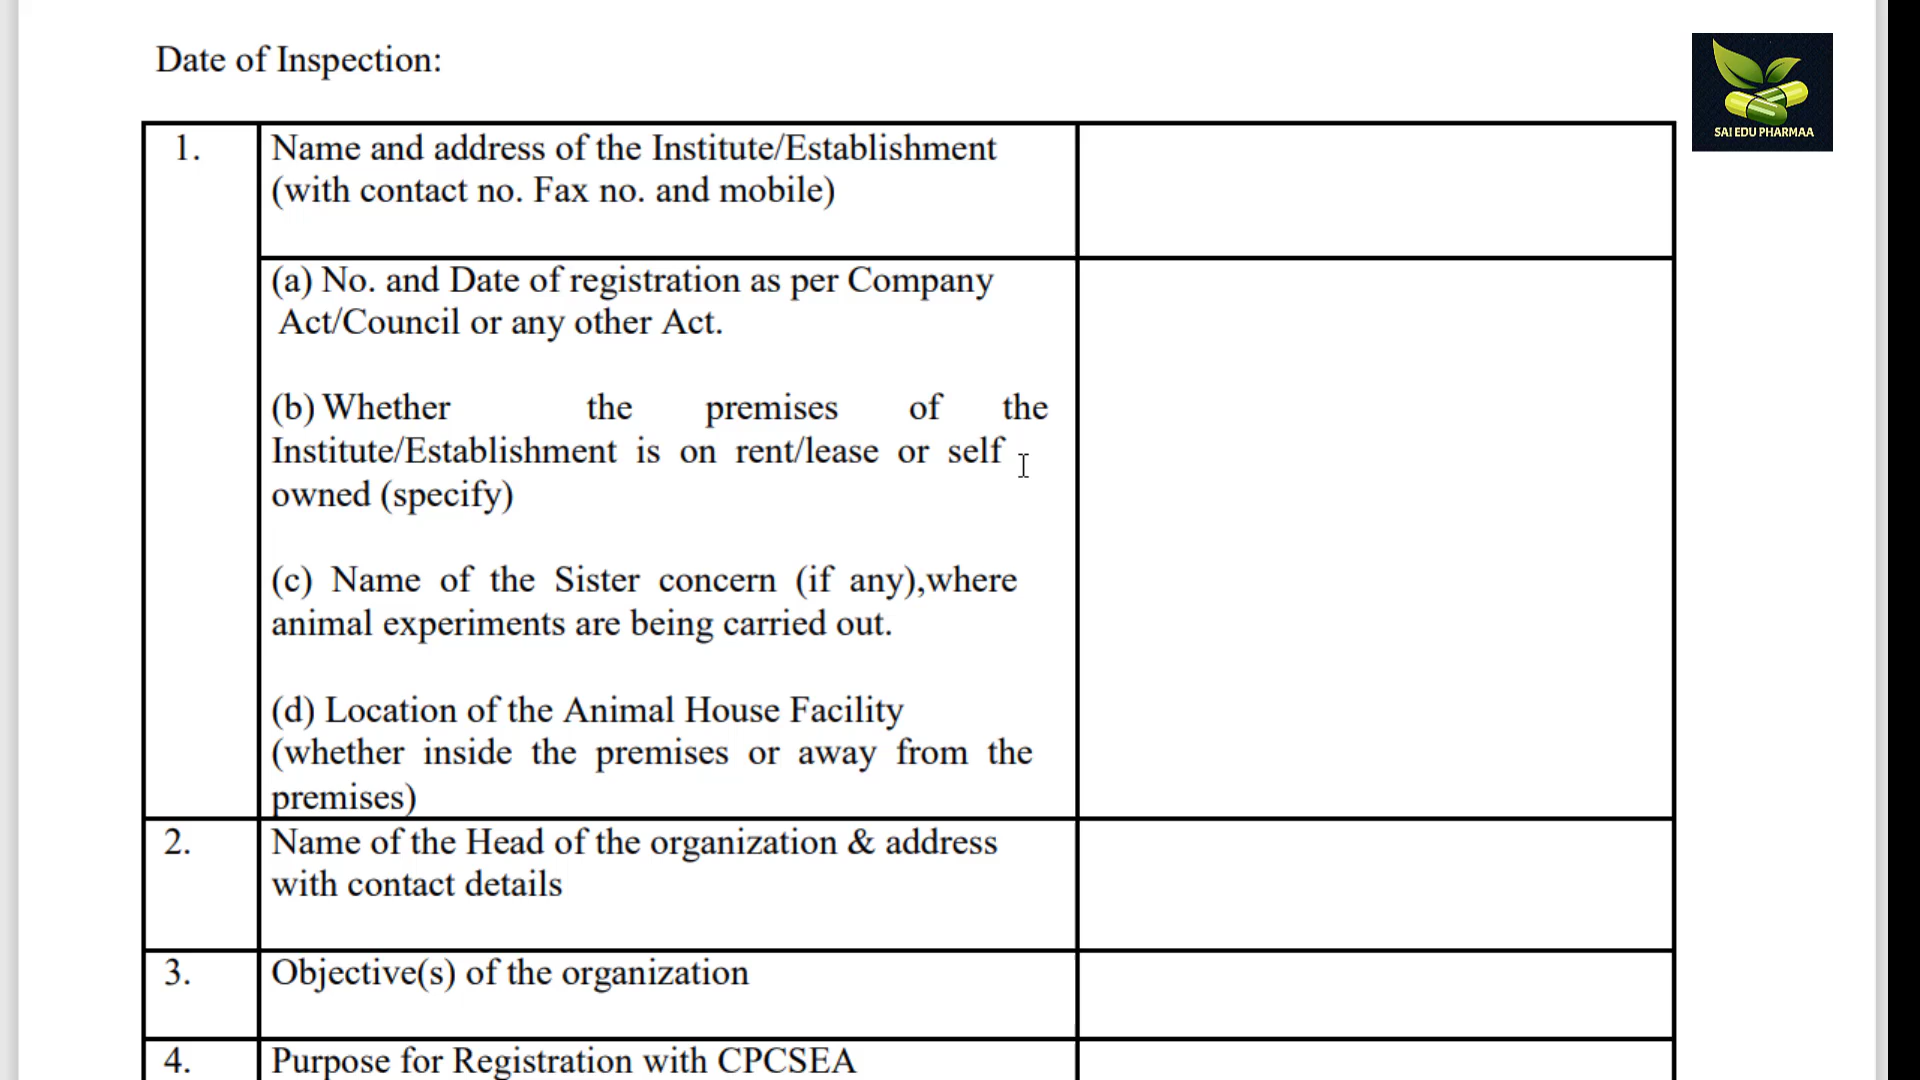 Date of Inspection:
SAI EDU PHARMAA
1. Name and address of the Institute/Establishment
(with contact no. Fax no. and mobile)
(a) No. and Date of registration as per Company
Act/Council or any other Act.
(b) Whether the premises of the
Institute/Establishment is on rent/lease or self
owned (specify)
(c) Name of the Sister concern (if any),where
animal experiments are being carried out.
(d) Location of the Animal House Facility
(whether inside the premises or away from the
premises)
2. Name of the Head of the organization & address
with contact details
3. Objective(s) of the organization
4. Purpose for Registration with CPCSEA